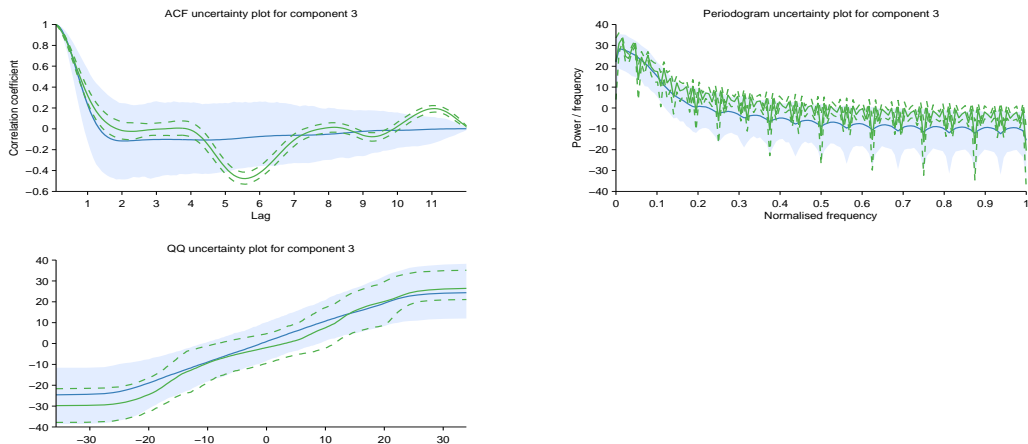 ACF uncertainty plot for component 3
1
0.8
0.6
0.4
0.2
0
−0.2
−0.4
−0.6
Correlation coefficient
1 2 3 4 5 6 7 8 9 10 11
Lag
Periodogram uncertainty plot for component 3
40
30
20
10
0
−10
−20
−30
40
Power / frequency
0 0.1 0.2 0.3 0.4 0.5 0.6 0.7 0.8 0.9 1
Normalised frequency
QQ uncertainty plot for component 3
40
30
20
10
0
−10
−20
−30
−40
−30 −20 −10 0 10 20 30